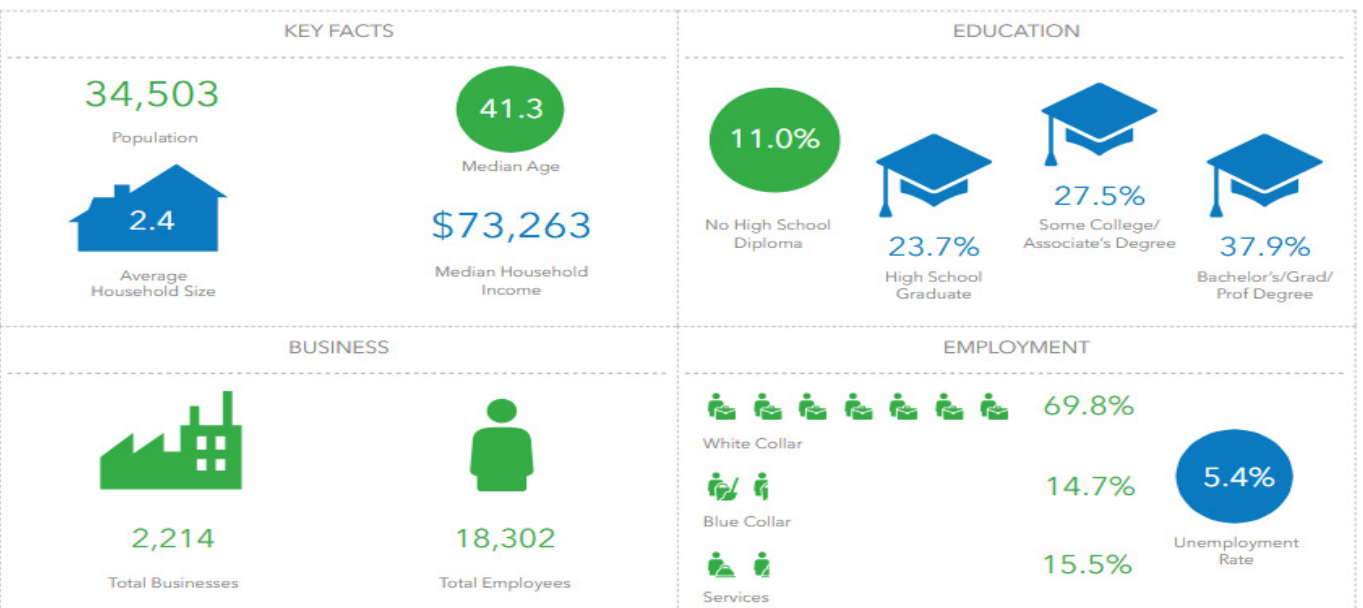 KEY FACTS
34,503
Population
41.3
Median Age
2.4
Average
Household Size
$73,263
Median Household
Income
EDUCATION
11.0%
No High School
Diploma
23.7%
High School
Graduate
27.5%
Some College/
Associate's Degree
37.9%
Bachelor's/Grad/
Prof Degree
BUSINESS
2,214
Total Businesses
18,302
Total Employees
EMPLOYMENT
69.8%
White Collar
14.7%
Blue Collar
15.5%
Services
5.4%
Unemployment
Rate